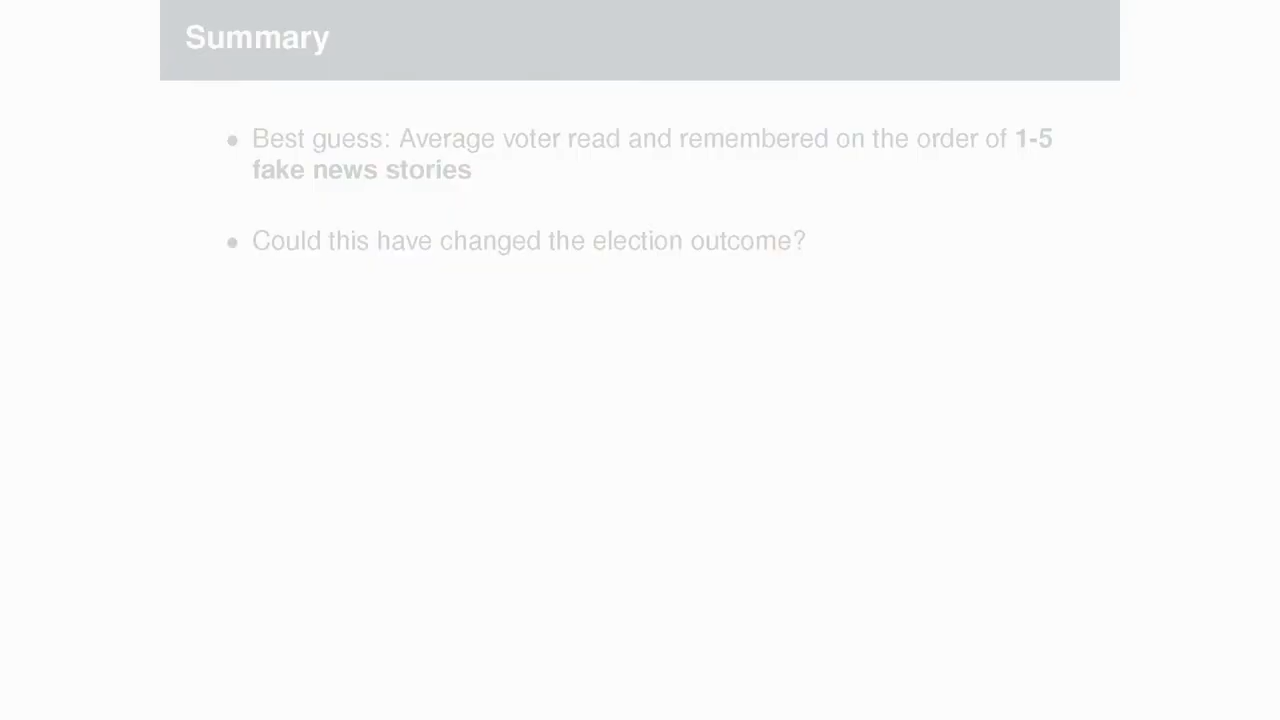 Summary
• Best guess: Average voter read and remembered on the order of 1-5
fake news stories
• Could this have changed the election outcome?